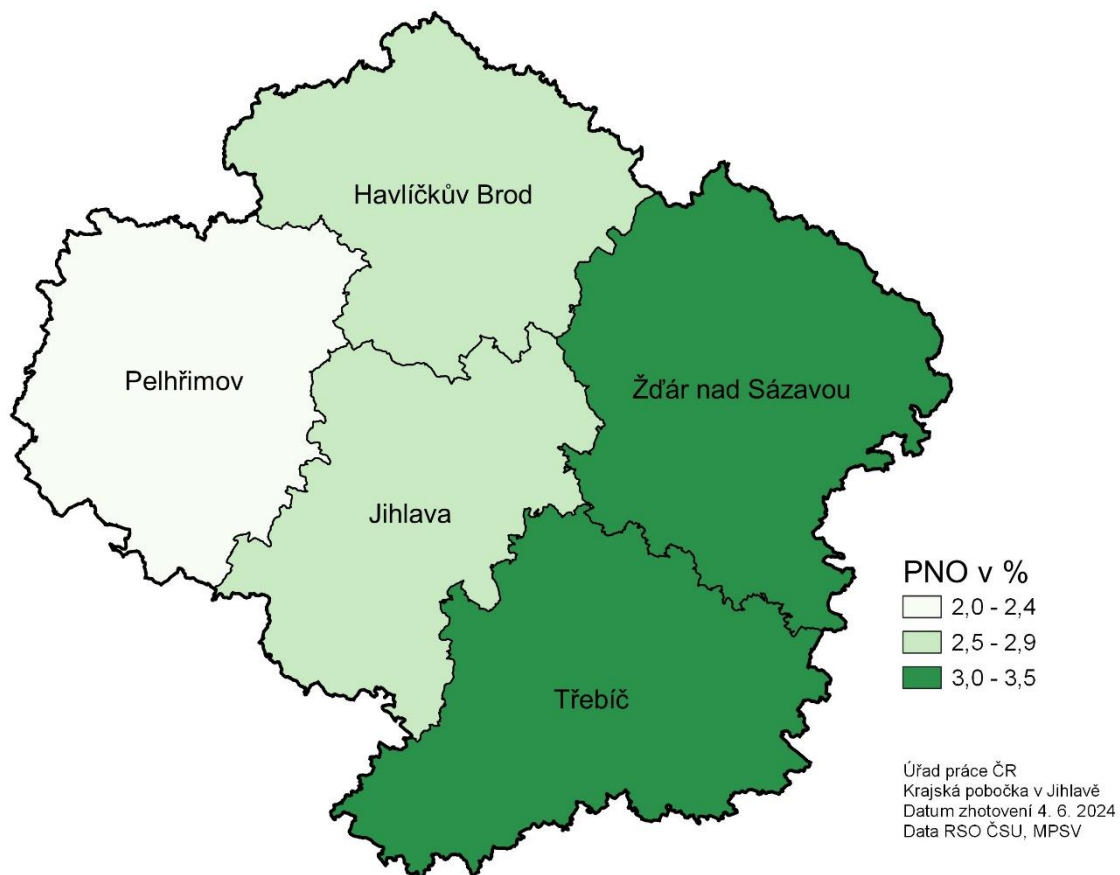 Havlíčkův Brod
Pelhřimov
Žďár nad Sázavou
Jihlava
Třebíč
PNO v %
2,0 - 2,4
2,5 - 2,9
3,0 - 3,5
Úřad práce ČR
Krajská pobočka v Jihlavě
Datum zhotovení 4. 6. 2024
Data RSO ČSU, MPSV